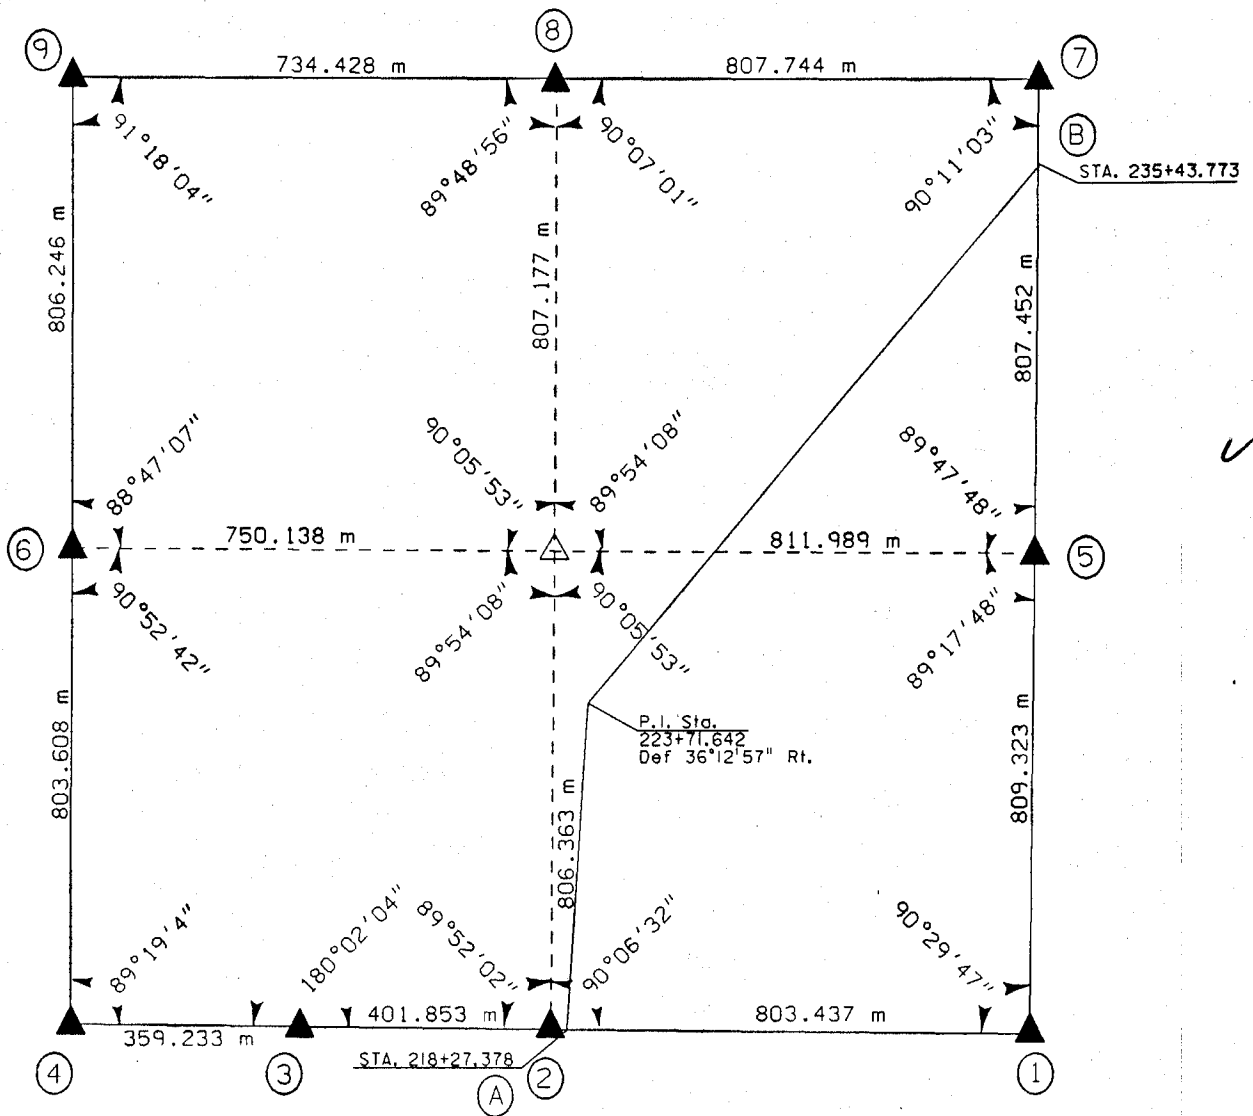 9
8
7
734.428 m
807.744 m
91°18'04"
89°48'56"
90°07'01"
90°11'03"
B
STA. 235+43.773
806.246 m
807.177 m
807.452 m
88°47'07"
90°05'53"
89°54'08"
89°47'48"
6
750.138 m
811.989 m
5
90°52'42"
89°54'08"
90°05'53"
89°17'48"
P.I. Sta.
223+71.642
Def 36°12'57" Rt.
803.608 m
806.363 m
809.323 m
89°19'4"
180°02'04"
89°52'02"
90°06'32"
90°29'47"
359.233 m
401.853 m
803.437 m
STA. 218+27.378
4
3
A
2
1